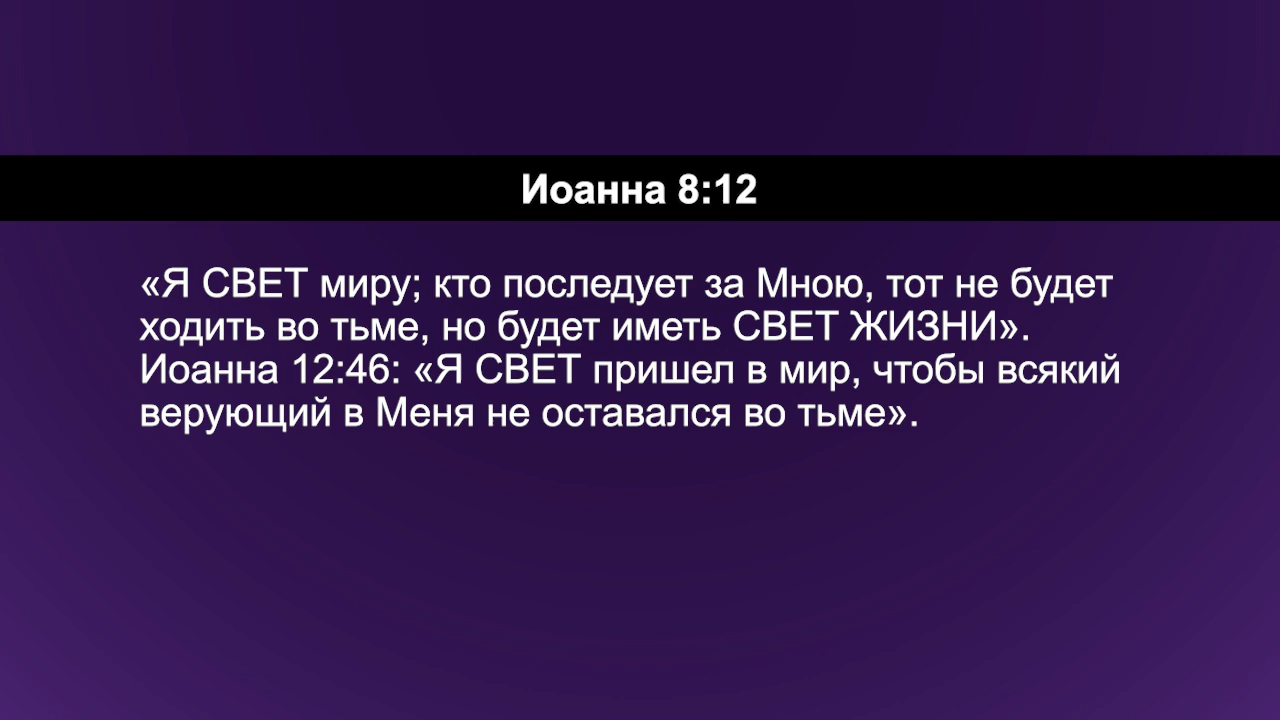 Иоанна 8:12
«Я СВЕТ миру; кто последует за Мною, тот не будет
ходить во тьме, но будет иметь СВЕТ ЖИЗНИ».
Иоанна 12:46: «Я СВЕТ пришел в мир, чтобы всякий
верующий в Меня не оставался во тьме».